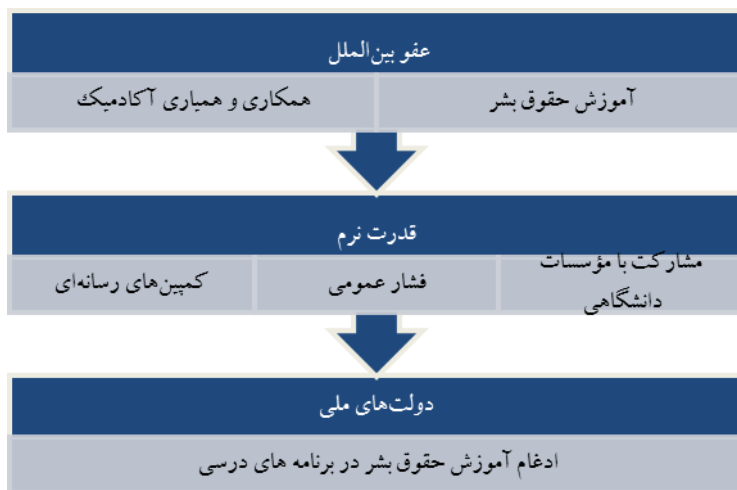 عفو بین‌الملل
آموزش حقوق بشر
همکاری و همیاری آکادمیک
قدرت نرم
مشارکت با مؤسسات
دانشگاهی
فشار عمومی
کمپین‌های رسانه‌ای
دولت‌های ملی
ادغام آموزش حقوق بشر در برنامه های درسی